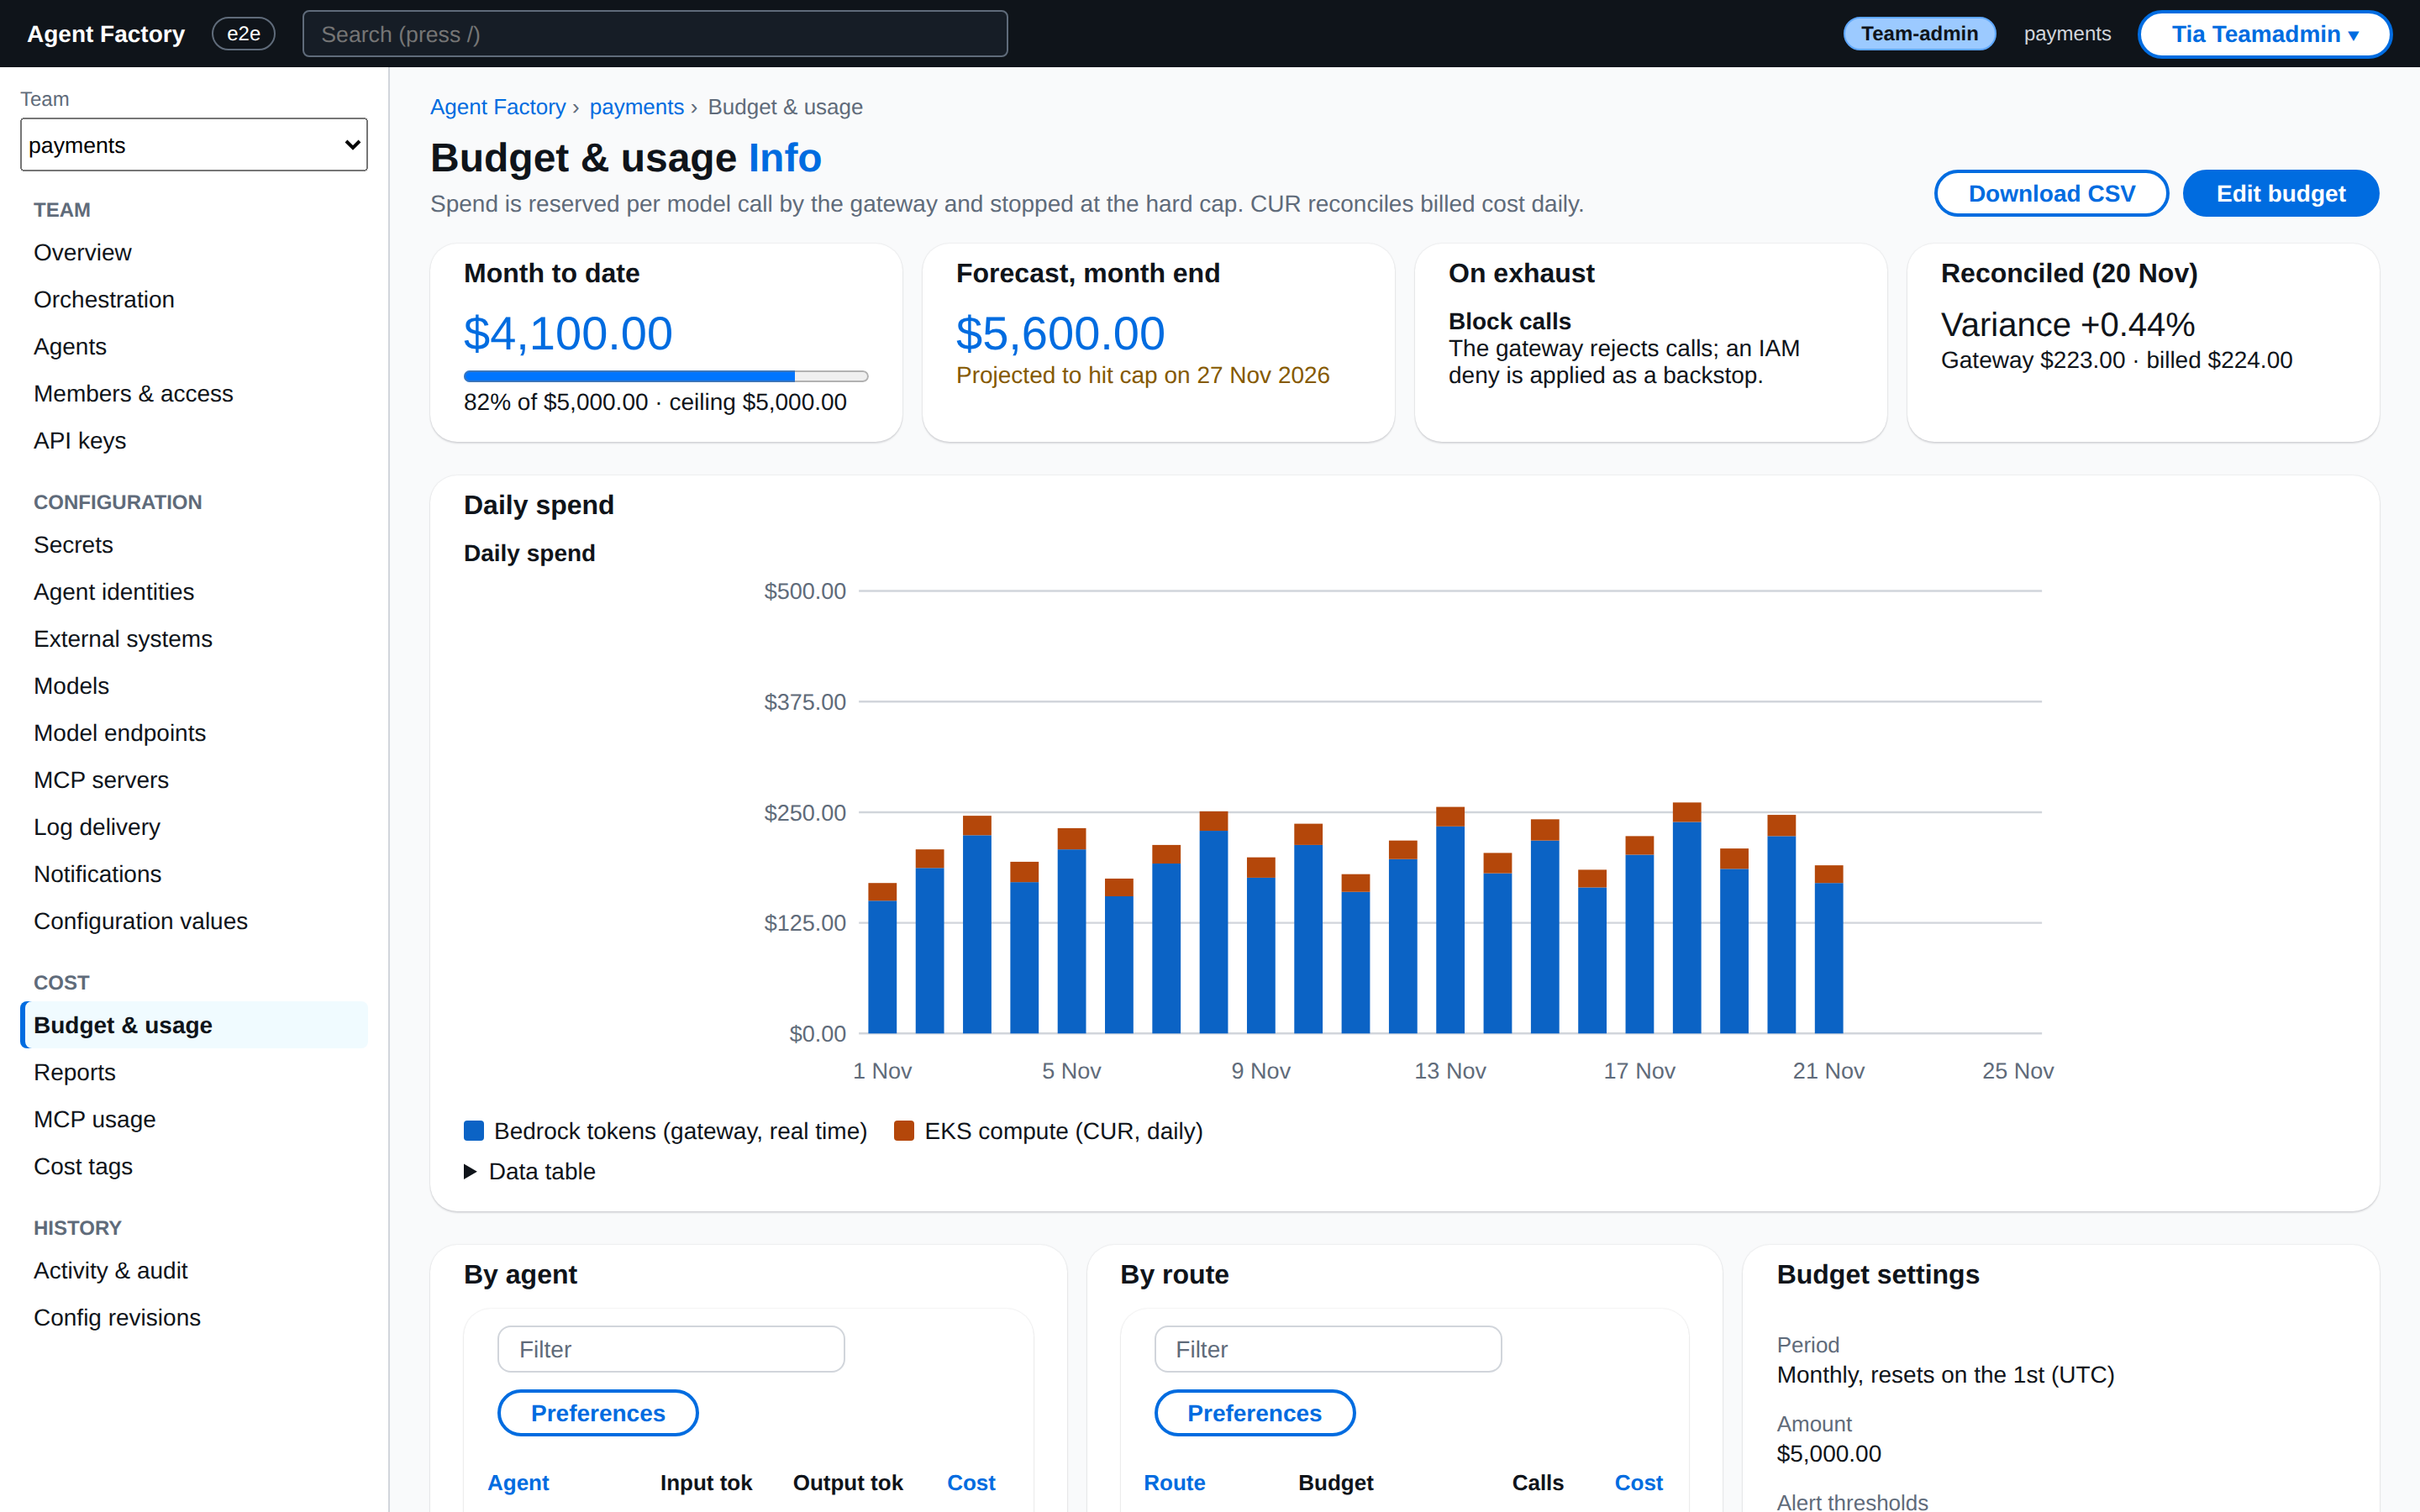 Agent Factory
e2e
Search (press /)
Team-admin
payments
Tia Teamadmin ▾
Team
payments
TEAM
Overview
Orchestration
Agents
Members & access
API keys
CONFIGURATION
Secrets
Agent identities
External systems
Models
Model endpoints
MCP servers
Log delivery
Notifications
Configuration values
COST
Budget & usage
Reports
MCP usage
Cost tags
HISTORY
Activity & audit
Config revisions
Agent Factory › payments › Budget & usage
Budget & usage Info
Spend is reserved per model call by the gateway and stopped at the hard cap. CUR reconciles billed cost daily.
Download CSV
Edit budget
Month to date
$4,100.00
82% of $5,000.00 · ceiling $5,000.00
Forecast, month end
$5,600.00
Projected to hit cap on 27 Nov 2026
On exhaust
Block calls
The gateway rejects calls; an IAM
deny is applied as a backstop.
Reconciled (20 Nov)
Variance +0.44%
Gateway $223.00 · billed $224.00
Daily spend
Daily spend
$500.00
$375.00
$250.00
$125.00
$0.00
1 Nov 5 Nov 9 Nov 13 Nov 17 Nov 21 Nov 25 Nov
Bedrock tokens (gateway, real time) EKS compute (CUR, daily)
Data table
By agent
Filter
Preferences
Agent Input tok Output tok Cost
By route
Filter
Preferences
Route Budget Calls Cost
Budget settings
Period
Monthly, resets on the 1st (UTC)
Amount
$5,000.00
Alert thresholds